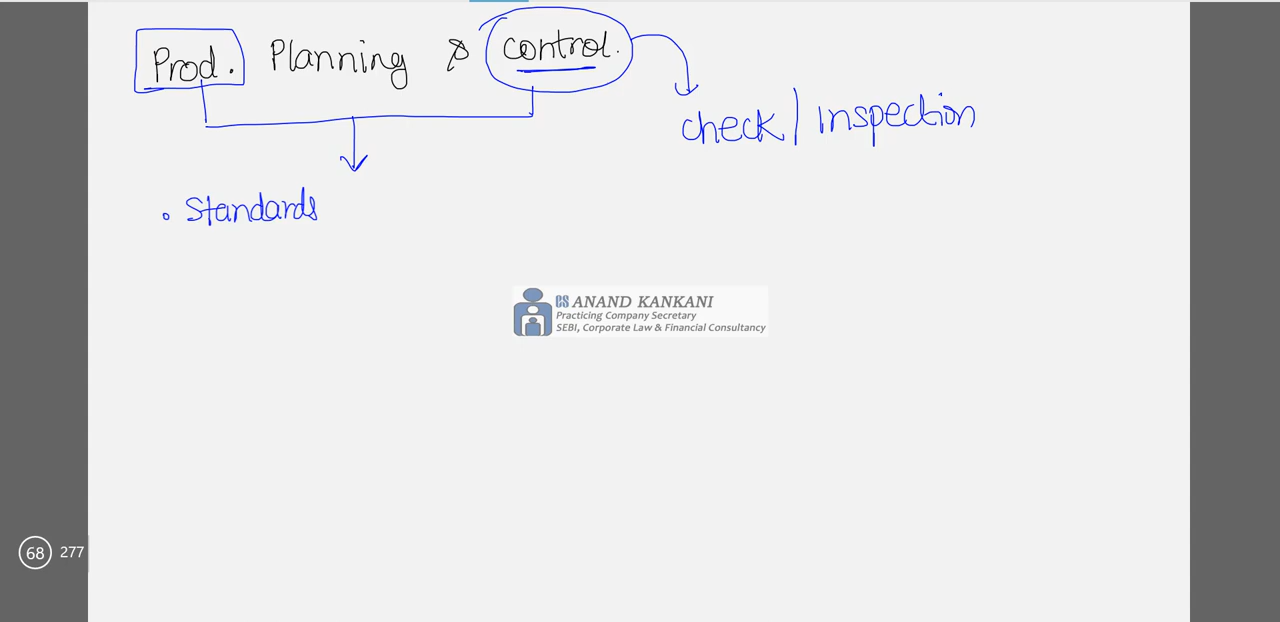 Prod. Planning & control.
check | Inspection
• Standards
CS ANAND KANKANI
Practicing Company Secretary
SEBI, Corporate Law & Financial Consultancy
68 277